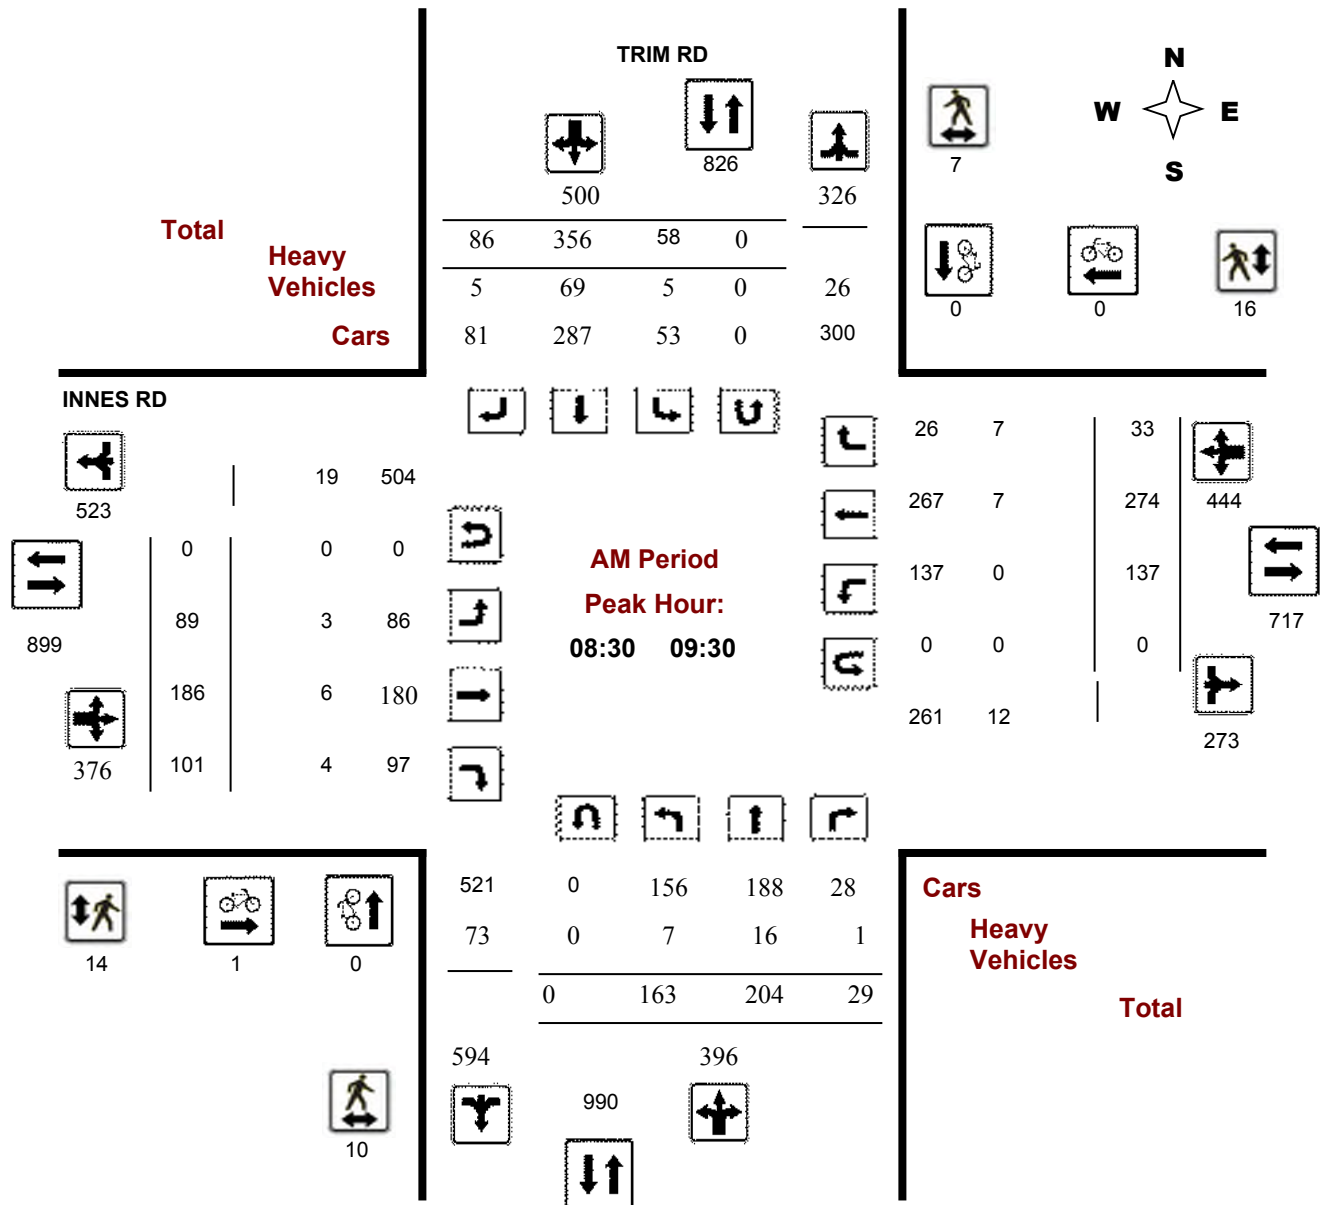 TRIM RD
N
W E
S
826
7
500 326
Total
86 356 58 0
Heavy
Vehicles
5 69 5 0 26
0 0 16
Cars
81 287 53 0 300
INNES RD
26 7 33
19 504
523
267 7 274 444
0 0 0
AM Period
137 0 137
Peak Hour:
89 3 86
717
899
08:30 09:30
0 0 0
186 6 180
261 12
273
376 101 4 97
521 0 156 188 28
Cars
73 0 7 16 1
Heavy
Vehicles
14 1 0
0 163 204 29
Total
594 396
990
10